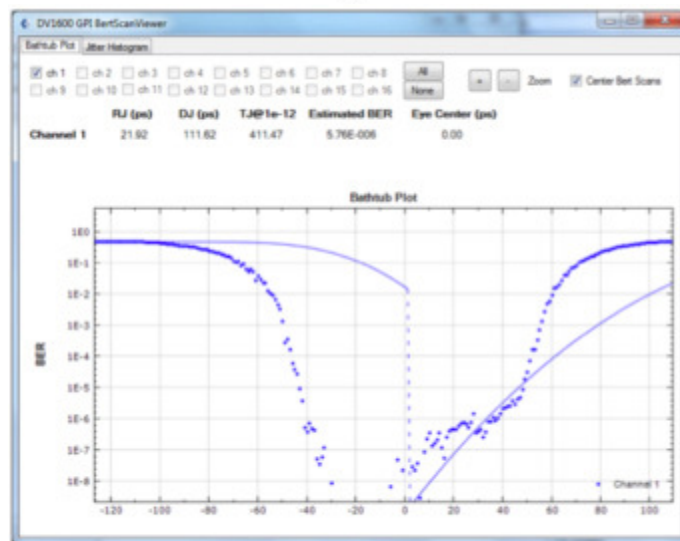 DV1600 GPI BertScanViewer
Bathtub Plot Jitter Histogram
ch 1 ch 2 ch 3 ch 4 ch 5 ch 6 ch 7 ch 8 All
ch 9 ch 10 ch 11 ch 12 ch 13 ch 14 ch 15 ch 16 None
+ - Zoom Center Bert Scans
RJ (ps) DJ (ps) TJ@1e-12 Estimated BER Eye Center (ps)
Channel 1 21.92 111.62 411.47 5.76E-006 0.00
Bathtub Plot
1E0
1E-1
1E-2
1E-3
1E-4
1E-5
1E-6
1E-7
1E-8
BER
Channel 1
-120 -100 -80 -60 -40 -20 0 20 40 60 80 100